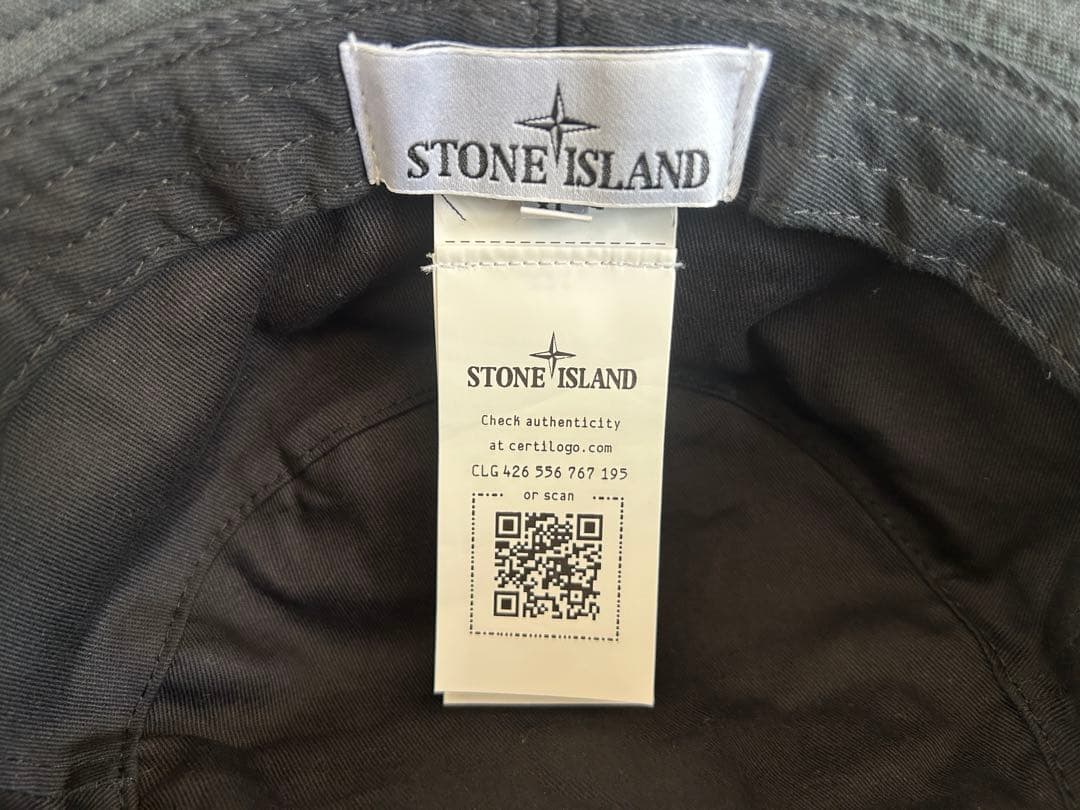 STONE ISLAND
STONE ISLAND
Check authenticity
at certilogo.com
CLG 426 556 767 195
or scan